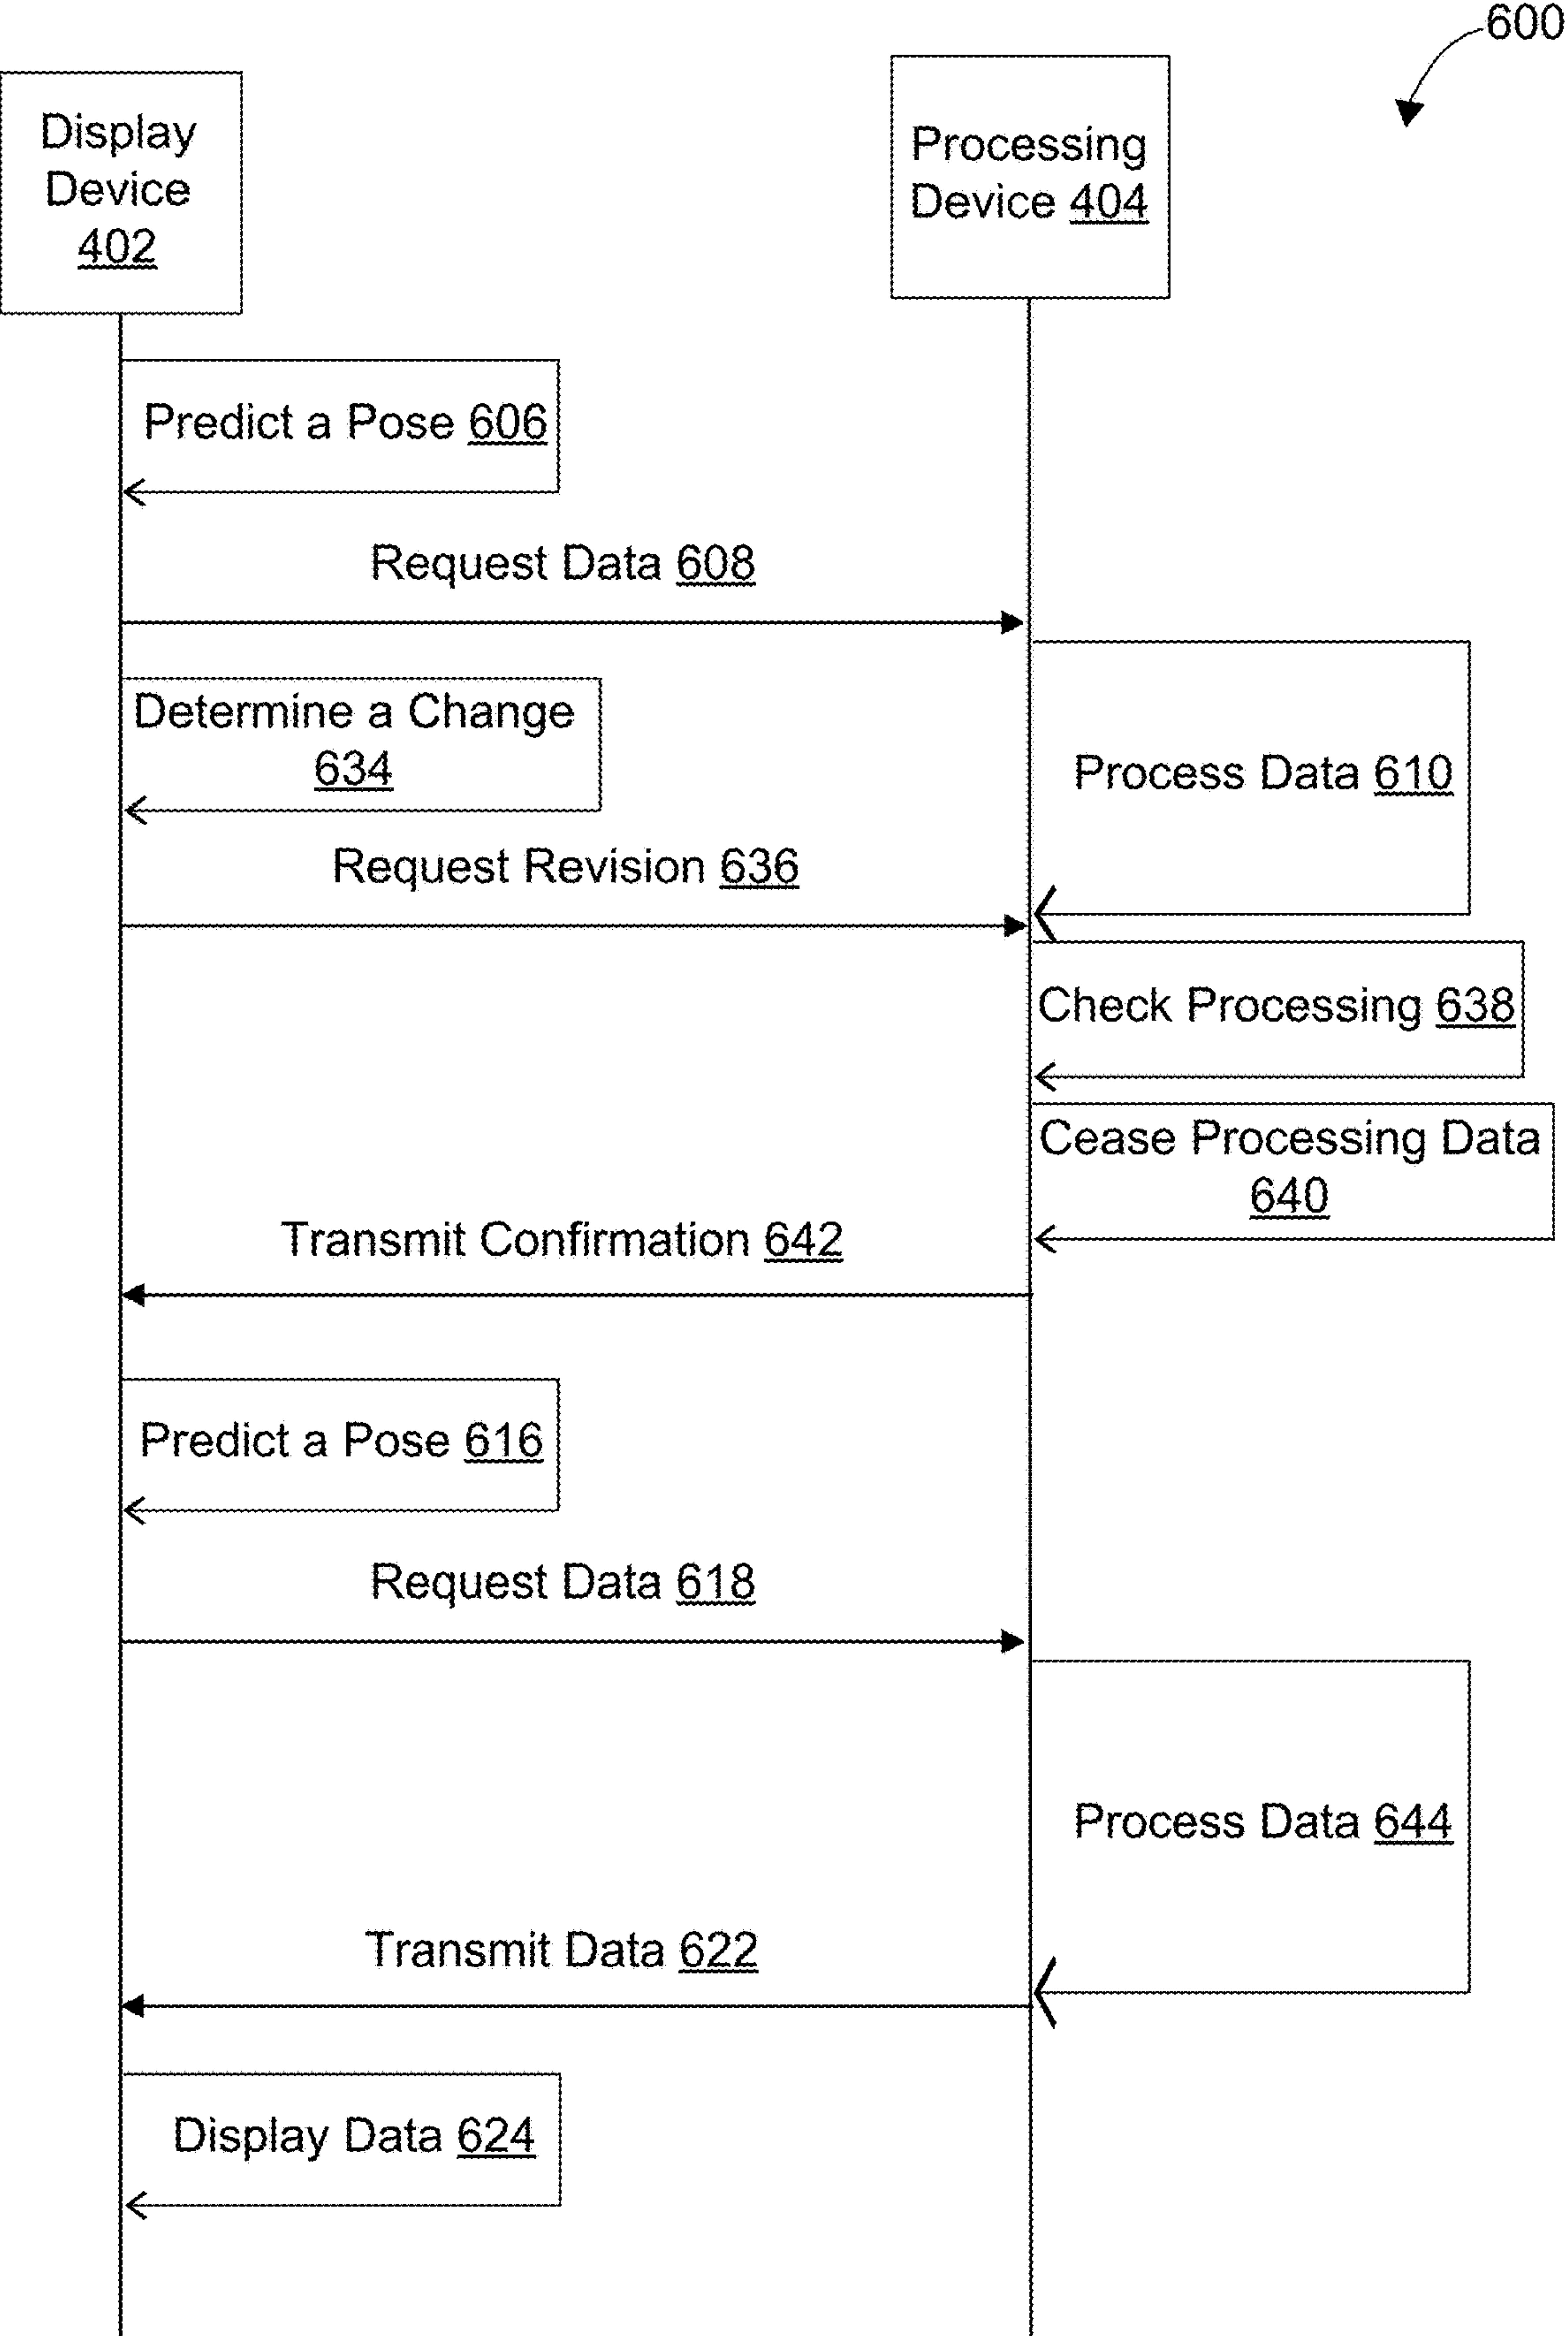 600
Display
Device
402
Processing
Device 404
Predict a Pose 606
Request Data 608
Determine a Change
634
Process Data 610
Request Revision 636
Check Processing 638
Cease Processing Data
640
Transmit Confirmation 642
Predict a Pose 616
Request Data 618
Process Data 644
Transmit Data 622
Display Data 624